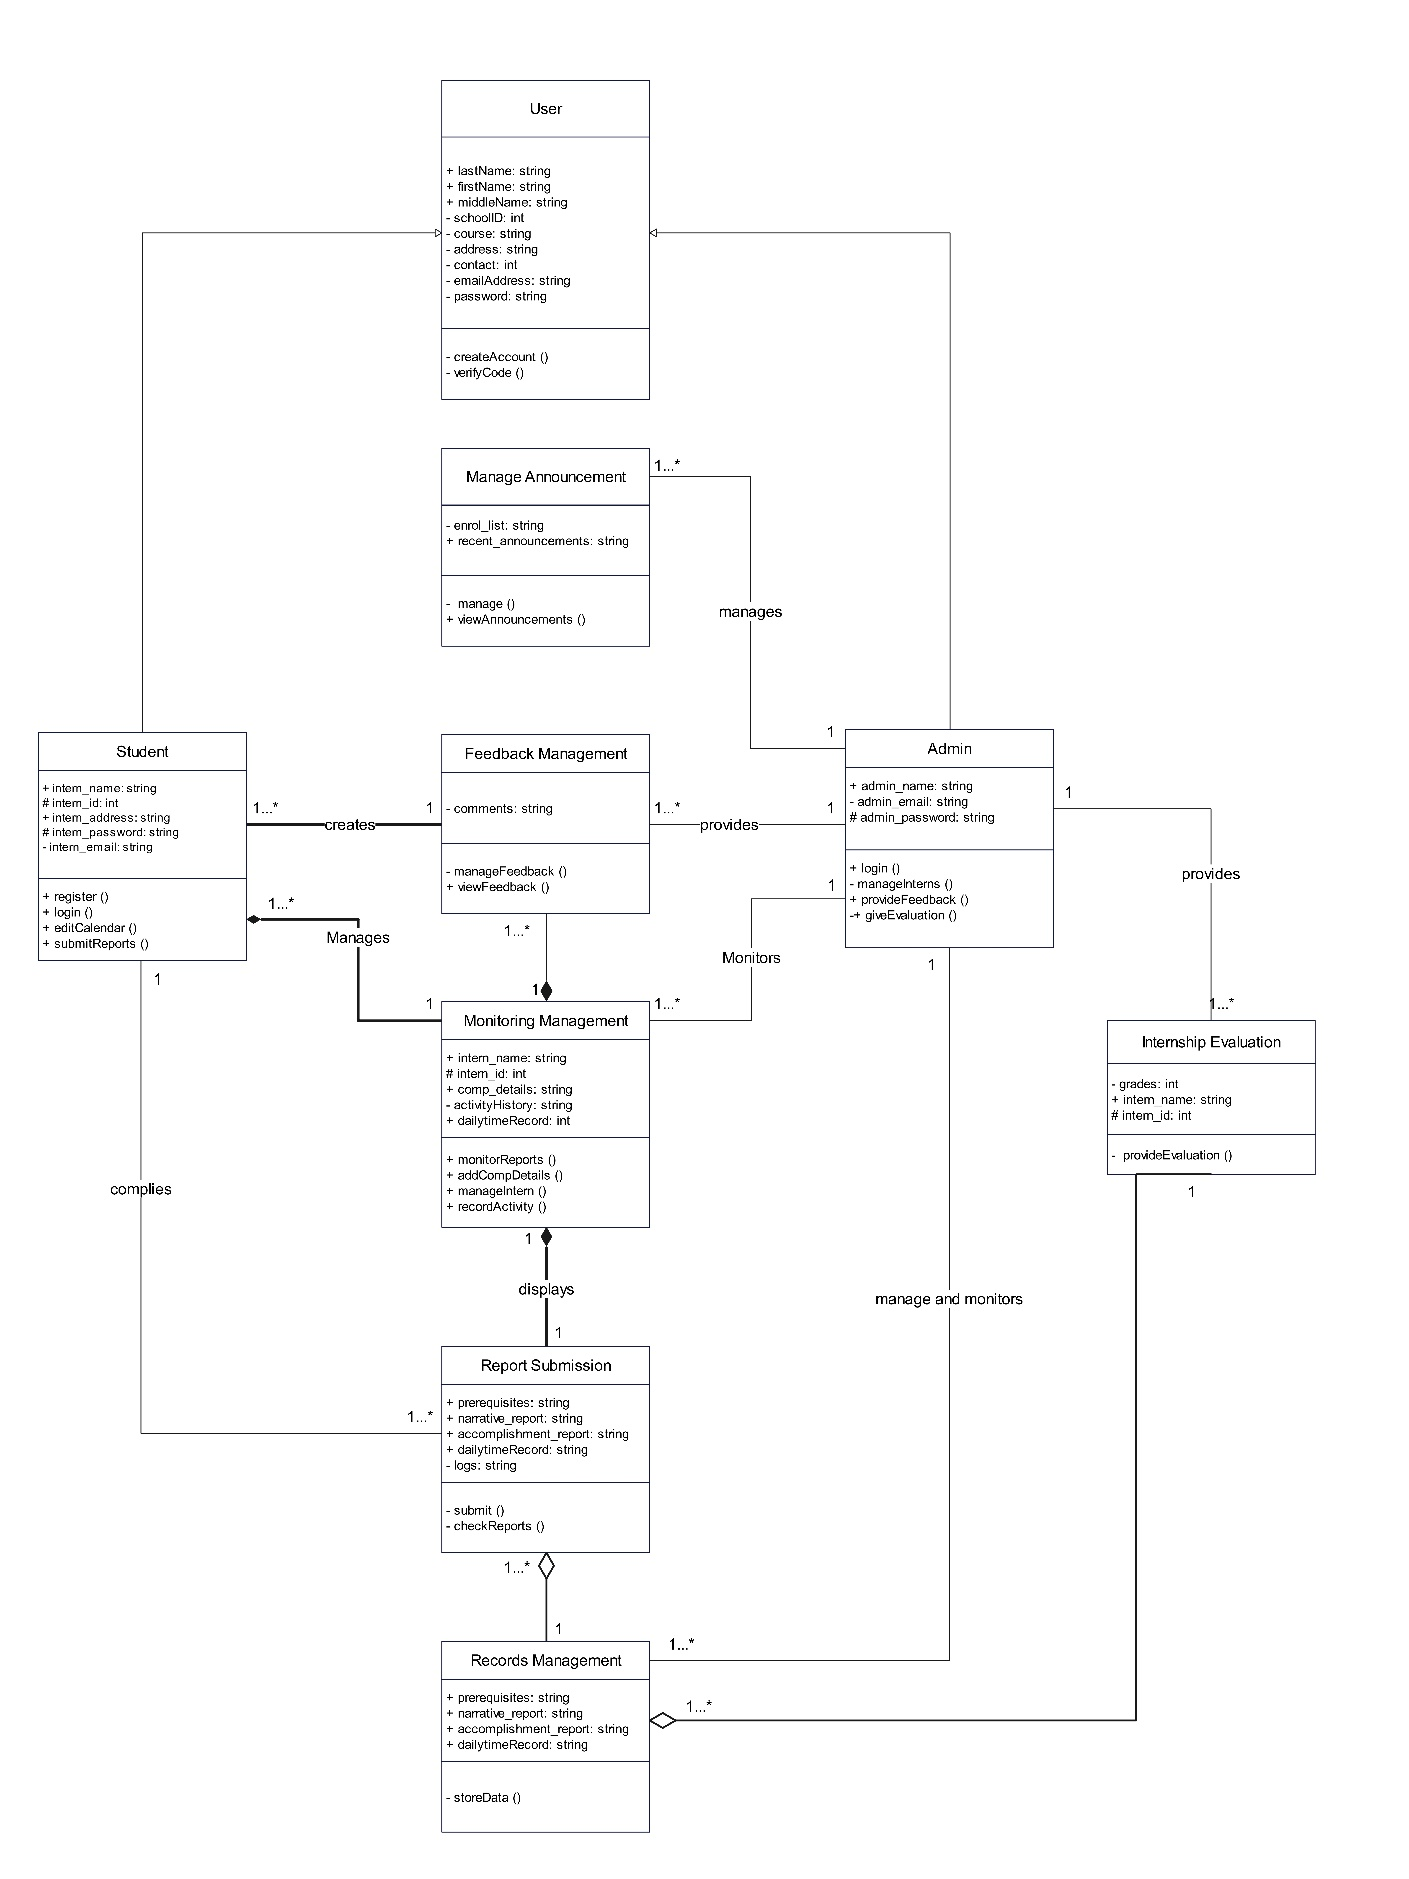 User
+ lastName: string
+ firstName: string
+ middleName: string
- schoolID: int
- course: string
- address: string
- contact: int
- emailAddress: string
- password: string
- createAccount ()
- verifyCode ()
Manage Announcement
1...*
- enrol_list: string
+ recent_announcements: string
- manage ()
+ viewAnnouncements ()
manages
1
Student
+ intern_name: string
# intern_id: int
+ intern_address: string
# intern_password: string
- intern_email: string
+ register ()
+ login ()
+ editCalendar ()
+ submitReports ()
1...*
creates
1
Feedback Management
- comments: string
- manageFeedback ()
+ viewFeedback ()
1...*
provides
1
Admin
+ admin_name: string
- admin_email: string
# admin_password: string
+ login ()
- manageInterns ()
+ provideFeedback ()
-+ giveEvaluation ()
1
provides
1...*
1...*
Manages
1
1...*
1
1
Monitors
1...*
Monitoring Management
+ intern_name: string
# intern_id: int
+ comp_details: string
- activityHistory: string
+ dailytimeRecord: int
+ monitorReports ()
+ addCompDetails ()
+ manageIntern ()
+ recordActivity ()
Internship Evaluation
- grades: int
+ intern_name: string
# intern_id: int
- provideEvaluation ()
1
1
complies
1...*
1
displays
1
1
manage and monitors
1...*
Report Submission
+ prerequisites: string
+ narrative_report: string
+ accomplishment_report: string
+ dailytimeRecord: string
- logs: string
- submit ()
- checkReports ()
1...*
1
Records Management
+ prerequisites: string
+ narrative_report: string
+ accomplishment_report: string
+ dailytimeRecord: string
- storeData ()
1...*